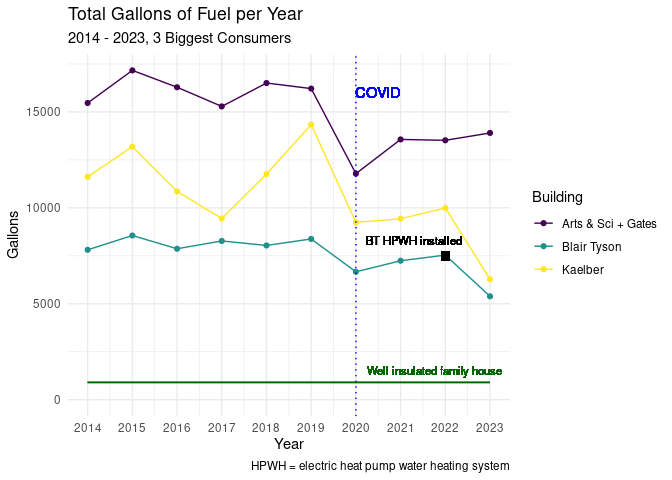 Total Gallons of Fuel per Year
2014 - 2023, 3 Biggest Consumers
Gallons
15000
10000
5000
0
COVID
BT HPWH installed
Well insulated family house
2014 2015 2016 2017 2018 2019 2020 2021 2022 2023
Year
HPWH = electric heat pump water heating system
Building
Arts & Sci + Gates
Blair Tyson
Kaelber